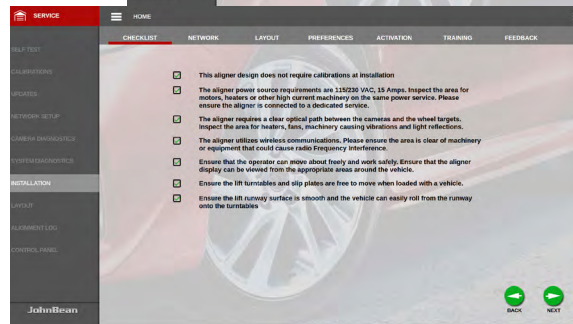 SERVICE
HOME
CHECKLIST NETWORK LAYOUT PREFERENCES ACTIVATION TRAINING FEEDBACK
SELF TEST
CALIBRATIONS
UPDATES
NETWORK SETUP
CAMERA DIAGNOSTICS
SYSTEM DIAGNOSTICS
INSTALLATION
LAYOUT
ALIGNMENT LOG
CONTROL PANEL
This aligner design does not require calibrations at installation
The aligner power source requirements are 115/230 VAC, 15 Amps. Inspect the area for
motors, heaters or other high current machinery on the same power service. Please
ensure the aligner is connected to a dedicated service.
The aligner requires a clear optical path between the cameras and the wheel targets.
Inspect the area for heaters, fans, machinery causing vibrations and light reflections.
The aligner utilizes wireless communications. Please ensure the area is clear of machinery
or equipment that could cause radio Frequency interference.
Ensure that the operator can move about freely and work safely. Ensure that the aligner
display can be viewed from the appropriate areas around the vehicle.
Ensure the lift turntables and slip plates are free to move when loaded with a vehicle.
Ensure the lift runway surface is smooth and the vehicle can easily roll from the runway
onto the turntables
JohnBean
BACK NEXT